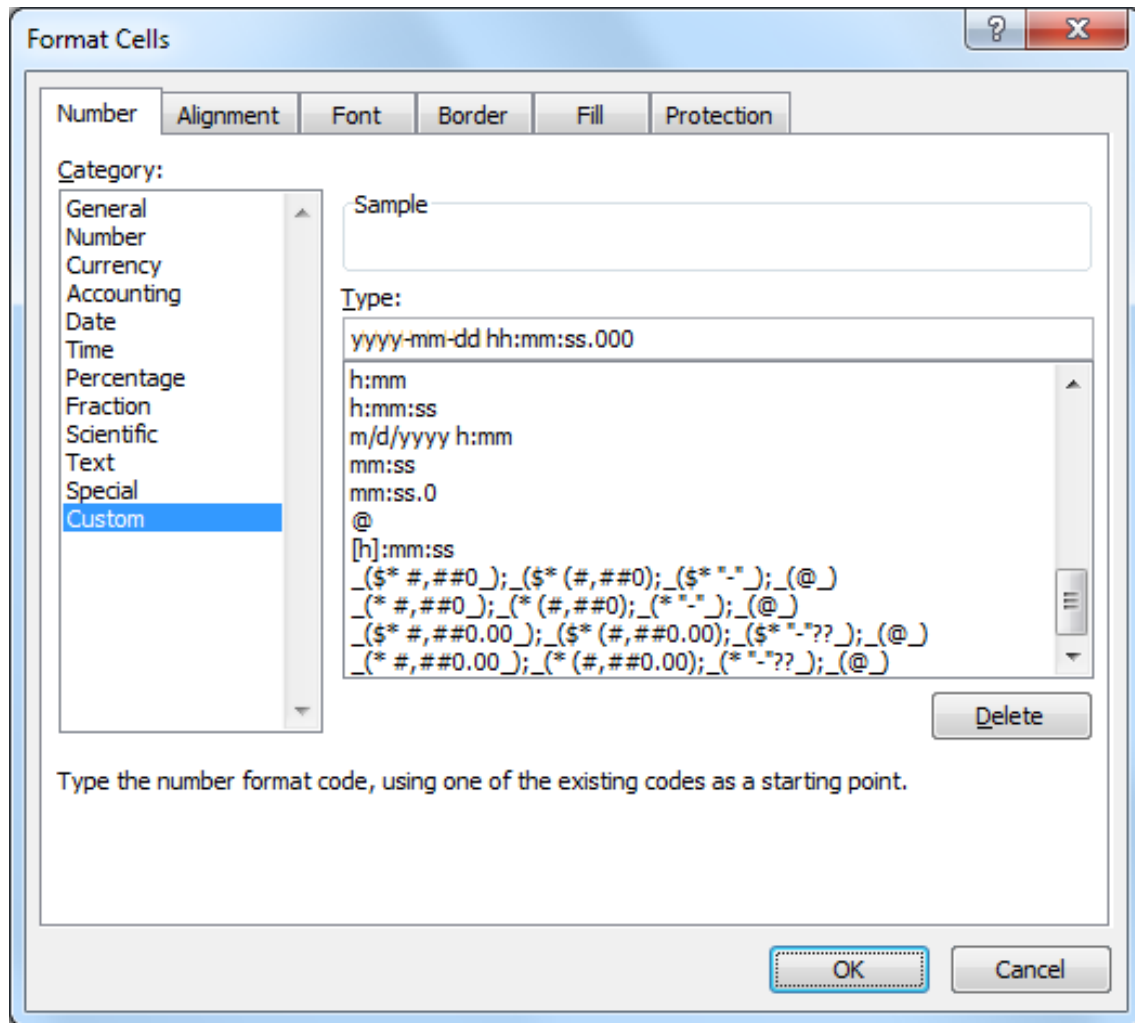 Format Cells
Number Alignment Font Border Fill Protection
Category:
General
Number
Currency
Accounting
Date
Time
Percentage
Fraction
Scientific
Text
Special
Custom
Sample
Type:
yyyy-mm-dd hh:mm:ss.000
h:mm
h:mm:ss
m/d/yyyy h:mm
mm:ss
mm:ss.0
@
[h]:mm:ss
_($* #,##0_);_($* (#,##0);_($* "-"_);_(@_)
_(* #,##0_);_(* (#,##0);_(* "-"_);_(@_)
_($* #,##0.00_);_($* (#,##0.00);_($* "-"??_);_(@_)
_(* #,##0.00_);_(* (#,##0.00);_(* "-"??_);_(@_)
Delete
Type the number format code, using one of the existing codes as a starting point.
OK Cancel